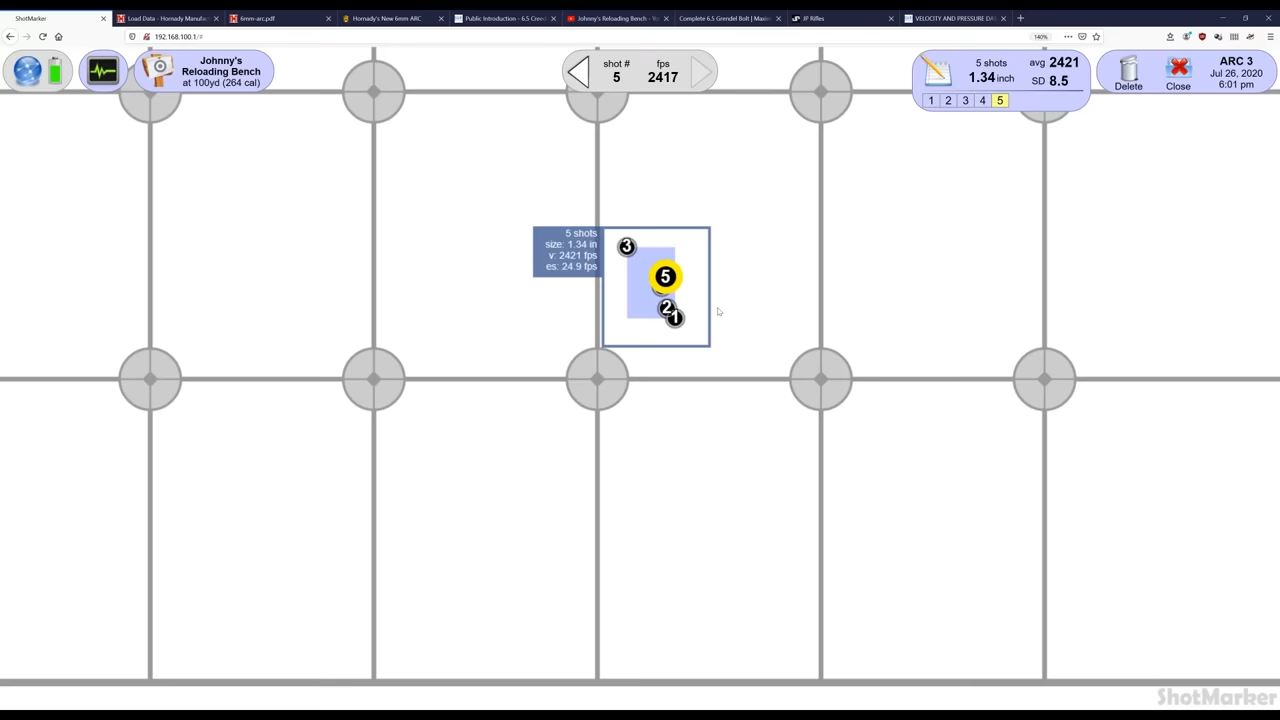 ShotMarker
Load Data - Hornady Manufac
6mm-arc.pdf
Hornady's New 6mm ARC
Public Introduction - 6.5 Creed
Johnny's Reloading Bench - Yo
Complete 6.5 Grendel Bolt | Maxim
JP Rifles
VELOCITY AND PRESSURE DA
192.168.100.1/#
140%
Johnny's
Reloading Bench
at 100yd (264 cal)
shot #
fps
5
2417
5 shots
avg 2421
1.34 inch
SD 8.5
1 2 3 4 5
Delete
Close
ARC 3
Jul 26, 2020
6:01 pm
5 shots
size: 1.34 in
v: 2421 fps
es: 24.9 fps
3
5
2
1
ShotMarker